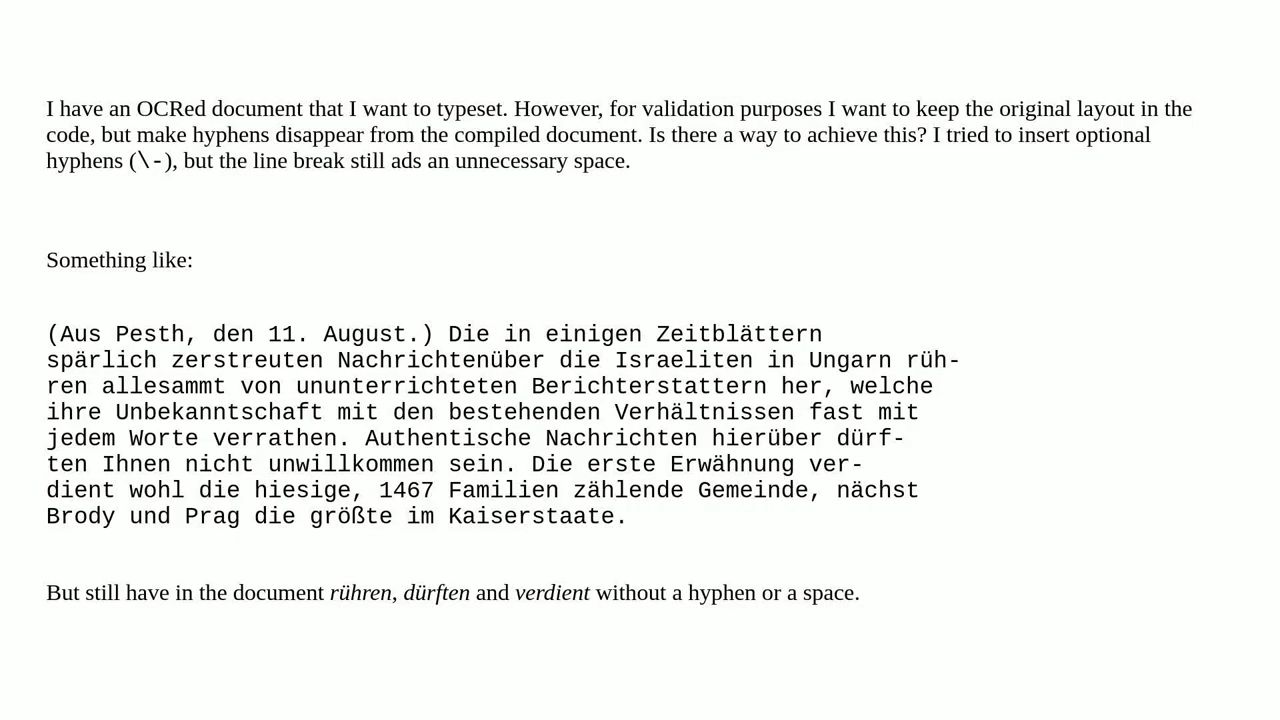 I have an OCRed document that I want to typeset. However, for validation purposes I want to keep the original layout in the
code, but make hyphens disappear from the compiled document. Is there a way to achieve this? I tried to insert optional
hyphens (\-), but the line break still ads an unnecessary space.
Something like:
(Aus Pesth, den 11. August.) Die in einigen Zeitblättern
spärlich zerstreuten Nachrichtenüber die Israeliten in Ungarn rüh-
ren allesammt von ununterrichteten Berichterstattern her, welche
ihre Unbekanntschaft mit den bestehenden Verhältnissen fast mit
jedem Worte verrathen. Authentische Nachrichten hierüber dürf-
ten Ihnen nicht unwillkommen sein. Die erste Erwähnung ver-
dient wohl die hiesige, 1467 Familien zählende Gemeinde, nächst
Brody und Prag die größte im Kaiserstaate.
But still have in the document rühren, dürften and verdient without a hyphen or a space.